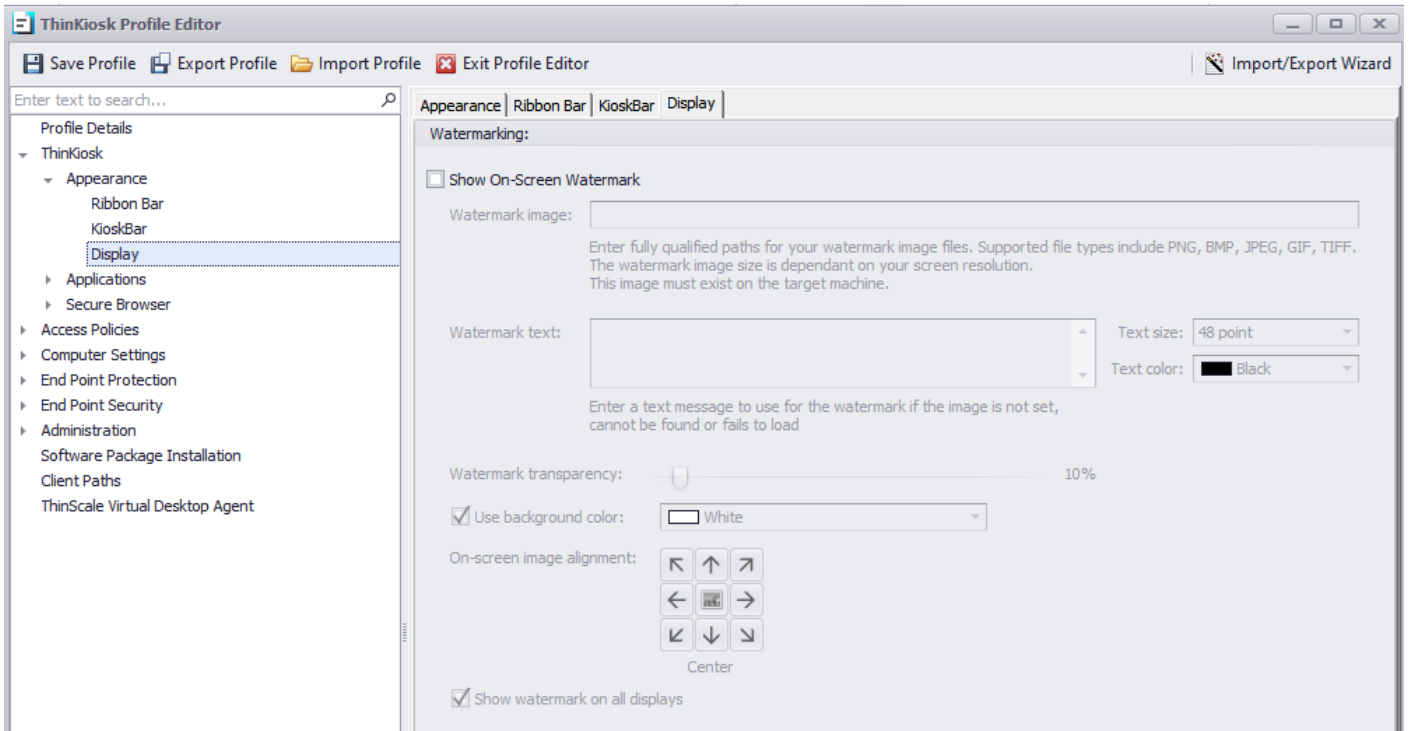 ThinKiosk Profile Editor
Save Profile Export Profile Import Profile Exit Profile Editor Import/Export Wizard
Enter text to search...
Profile Details
ThinKiosk
Appearance
Ribbon Bar
KioskBar
Display
Applications
Secure Browser
Access Policies
Computer Settings
End Point Protection
End Point Security
Administration
Software Package Installation
Client Paths
ThinScale Virtual Desktop Agent
Appearance Ribbon Bar KioskBar Display
Watermarking:
Show On-Screen Watermark
Watermark image:
Enter fully qualified paths for your watermark image files. Supported file types include PNG, BMP, JPEG, GIF, TIFF.
The watermark image size is dependant on your screen resolution.
This image must exist on the target machine.
Watermark text: Text size: 48 point
Text color: Black
Enter a text message to use for the watermark if the image is not set,
cannot be found or fails to load
Watermark transparency: 10%
Use background color: White
On-screen image alignment:
Center
Show watermark on all displays